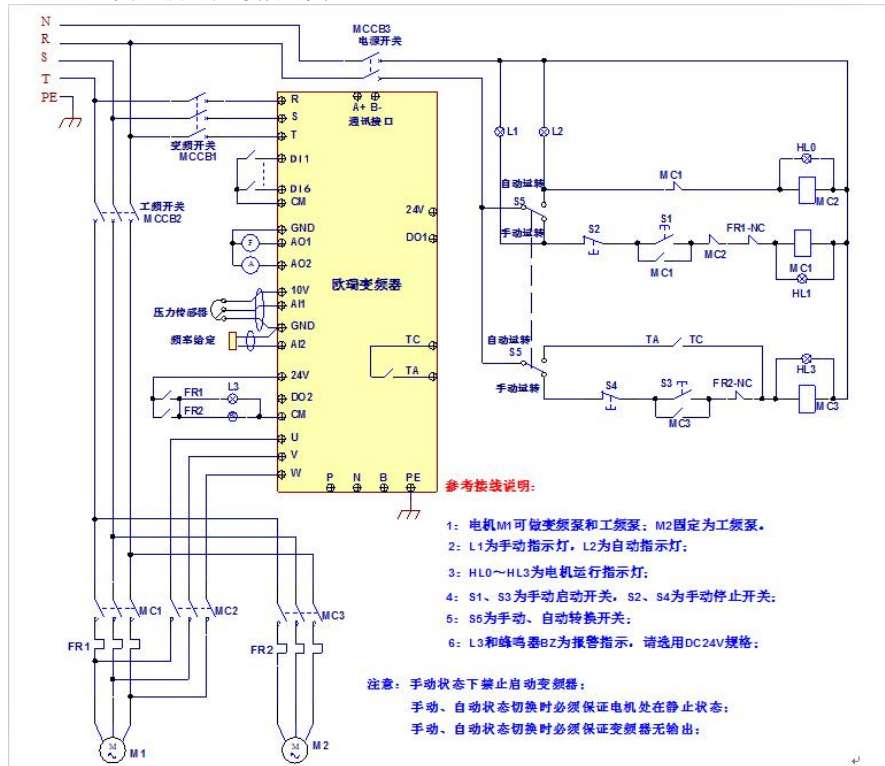 N
R
S
T
PE
MCCB3
电源开关
A+ B-
通讯接口
R
S
T
变频开关
MCCB1
工频开关
MCCB2
DI1
DI6
CM
GND
AO1
F
A
AO2
10V
AI1
压力传感器
GND
频率给定
AI2
24V
FR1
L3
DO2
FR2
CM
U
V
W
24V
DO1
欧瑞变频器
TC
TA
P N B PE
L1
L2
HL0
自动运转
MC1
MC2
S5
手动运转
S2
S1
FR1-NC
MC1
MC2
MC1
HL1
自动运转
S5
手动运转
TA TC
HL3
S4
S3
FR2-NC
MC3
MC3
MC1
MC2
MC3
FR1
FR2
M
M1
M
M2
参考接线说明:
1: 电机M1可做变频泵和工频泵; M2固定为工频泵。
2: L1为手动指示灯, L2为自动指示灯;
3: HL0~HL3为电机运行指示灯;
4: S1、S3为手动启动开关, S2、S4为手动停止开关;
5: S5为手动、自动转换开关;
6: L3和蜂鸣器BZ为报警指示, 请选用DC24V规格;
注意: 手动状态下禁止启动变频器;
手动、自动状态切换时必须保证电机处在静止状态;
手动、自动状态切换时必须保证变频器无输出;